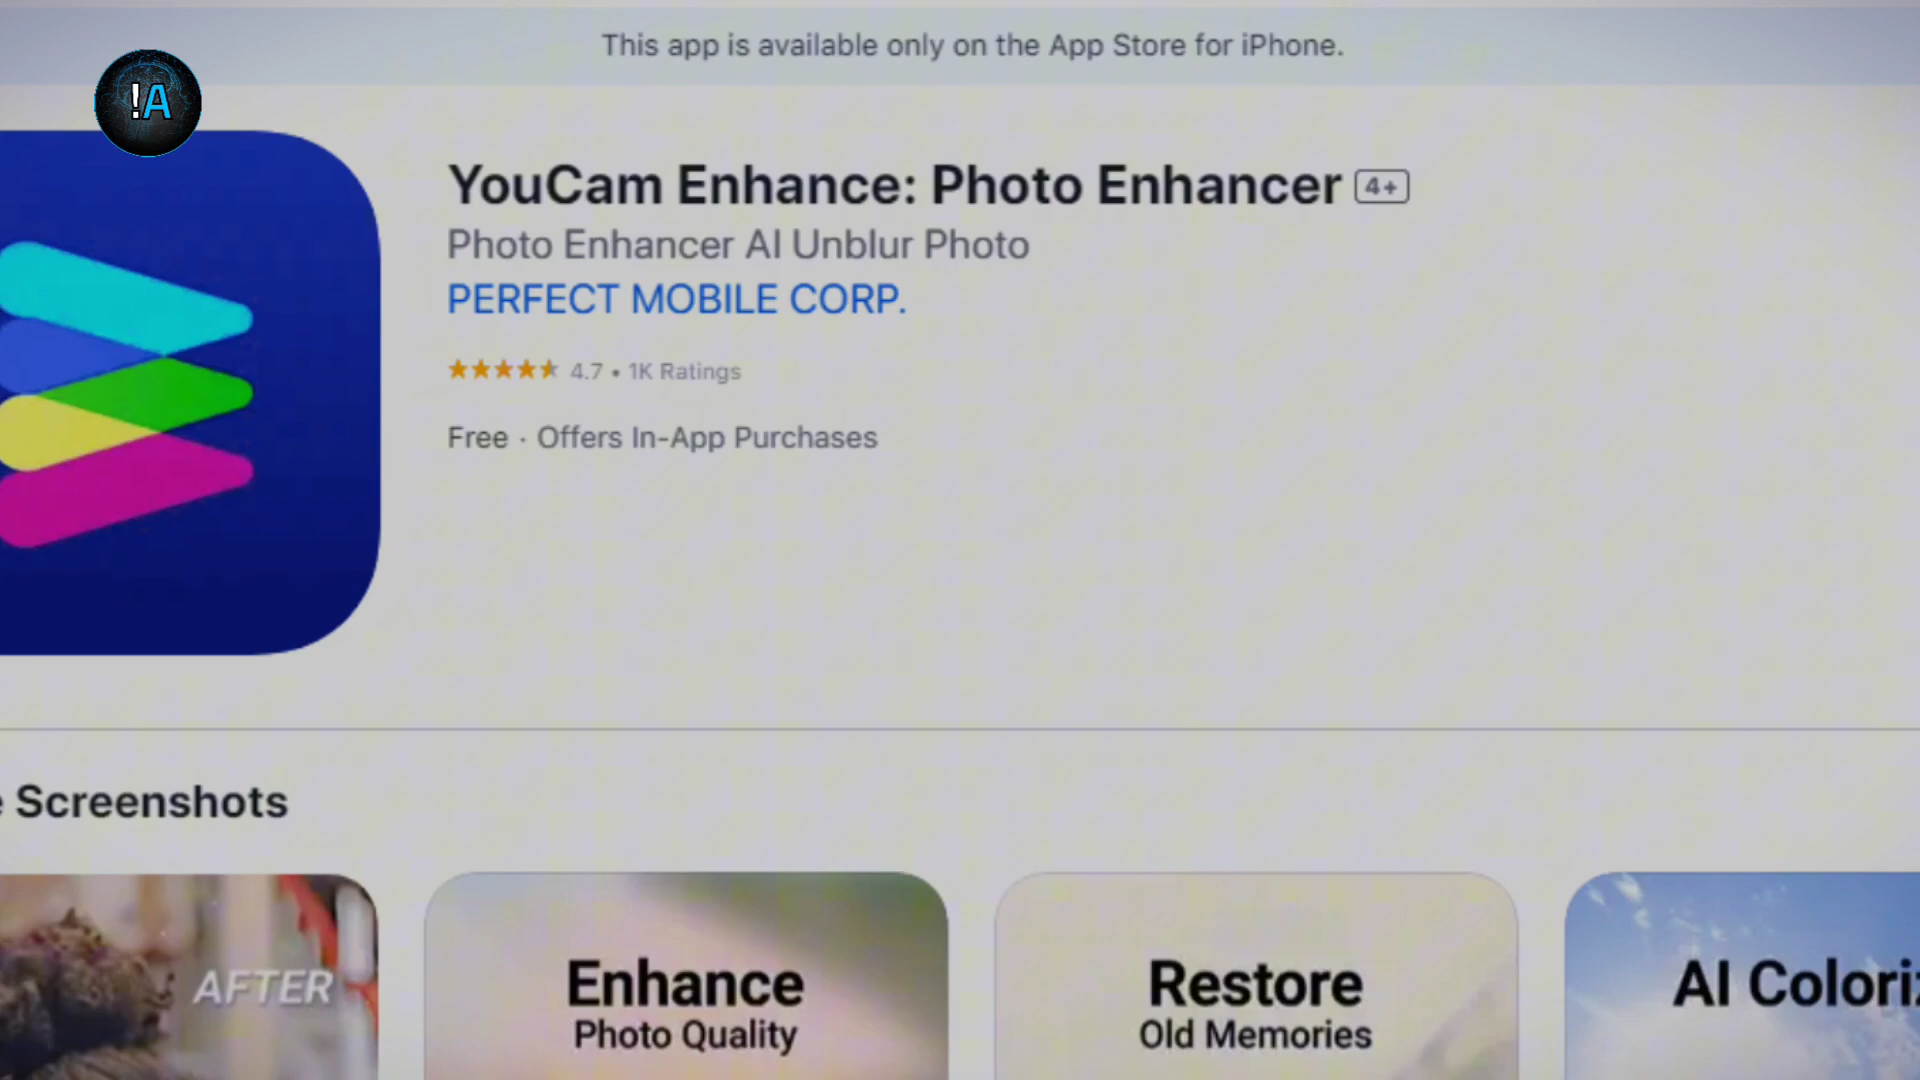 This app is available only on the App Store for iPhone.
!A
YouCam Enhance: Photo Enhancer 4+
Photo Enhancer AI Unblur Photo
PERFECT MOBILE CORP.
4.7 • 1K Ratings
Free · Offers In-App Purchases
Screenshots
AFTER
Enhance
Photo Quality
Restore
Old Memories
AI Coloriz